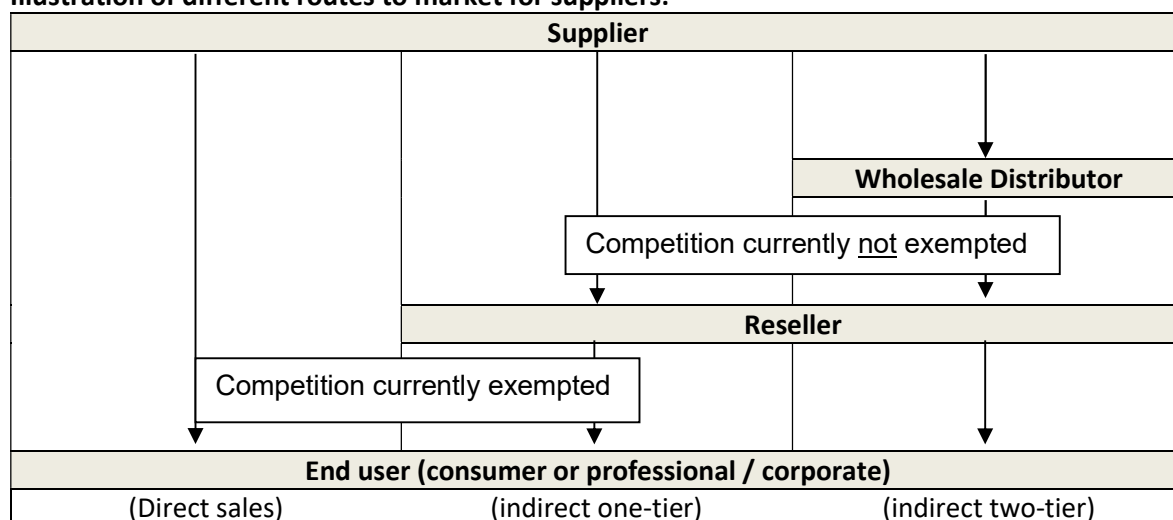 Illustration of different routes to market for suppliers:
Supplier
Wholesale Distributor
Competition currently not exempted
Reseller
Competition currently exempted
End user (consumer or professional / corporate)
(Direct sales) (indirect one-tier) (indirect two-tier)